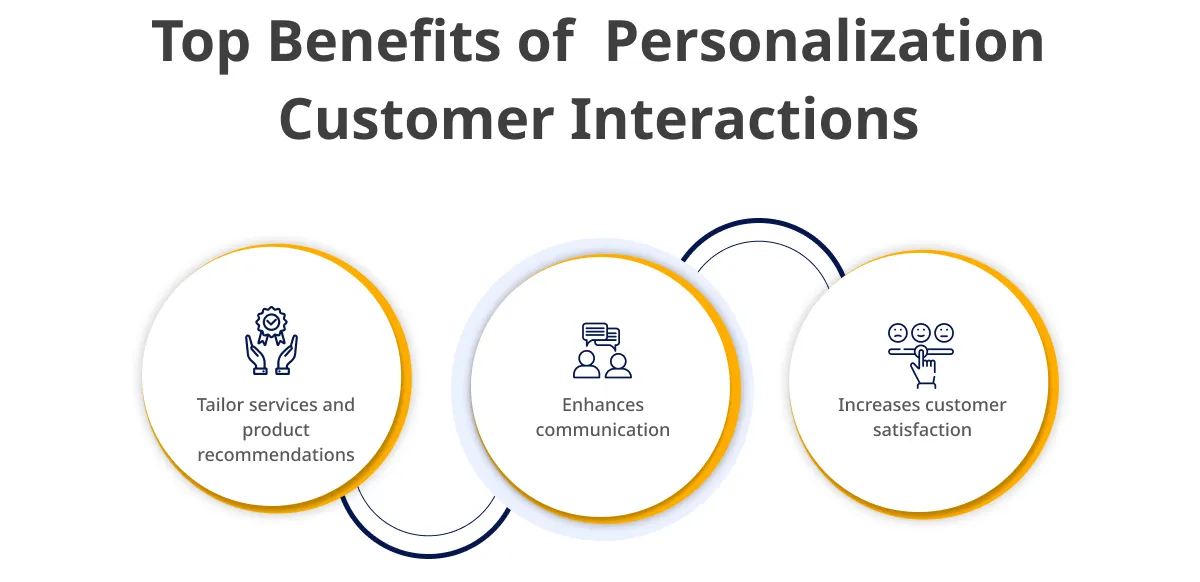 Top Benefits of  Personalization
Customer Interactions
Tailor services and
product
recommendations
Enhances
communication
Increases customer
satisfaction